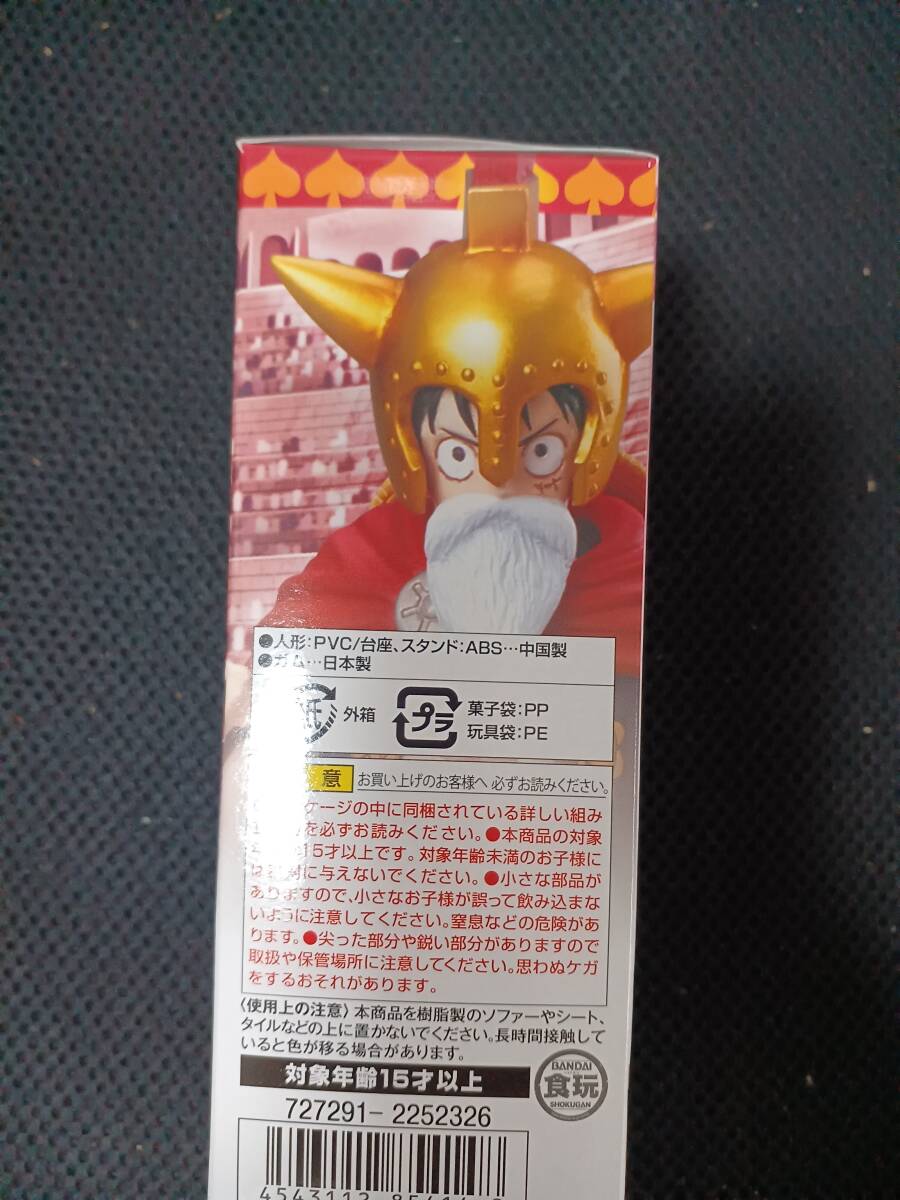 ●人形:PVC/台座、スタンド:ABS…中国製
●ガム…日本製
紙 外箱
プラ 菓子袋:PP
玩具袋:PE
意 お買い上げのお客様へ 必ずお読みください。
ケージの中に同梱されている詳しい組み
を必ずお読みください。●本商品の対象
15才以上です。対象年齢未満のお子様に
は 対に与えないでください。●小さな部品が
ありますので、小さなお子様が誤って飲み込まな
いように注意してください。窒息などの危険があ
ります。●尖った部分や鋭い部分がありますので
取扱や保管場所に注意してください。思わぬケガ
をするおそれがあります。
〈使用上の注意〉本商品を樹脂製のソファーやシート、
タイルなどの上に置かないでください。長時間接触して
いると色が移る場合があります。
対象年齢15才以上
BANDAI
食玩
SHOKUGAN
727291-2252326
4543112